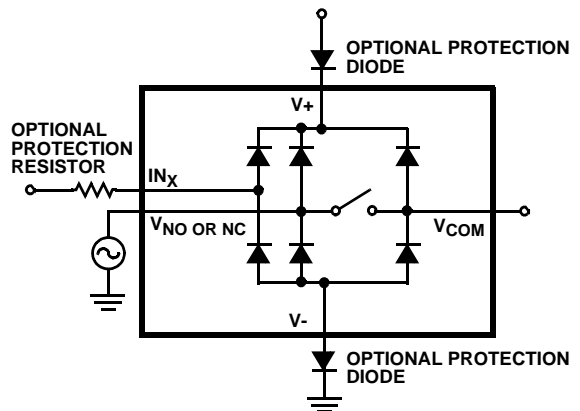 OPTIONAL PROTECTION
DIODE
V+
OPTIONAL
PROTECTION
RESISTOR
INX
VNO OR NC
VCOM
V-
OPTIONAL PROTECTION
DIODE